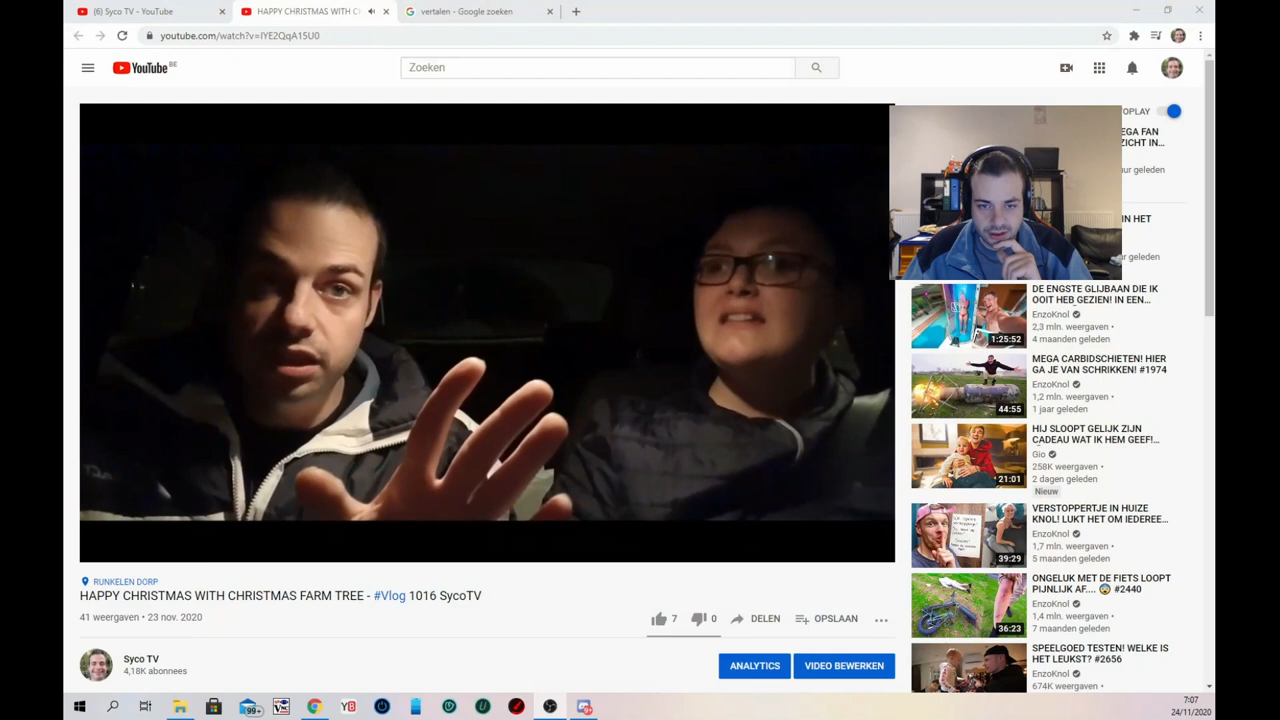 (6) Syco TV - YouTube
HAPPY CHRISTMAS WITH C
vertalen - Google zoeken
youtube.com/watch?v=IYE2QqA15U0
YouTube BE
Zoeken
OPLAY
EGA FAN
ZICHT IN...
ur geleden
IN HET
ur geleden
DE ENGSTE GLIJBAAN DIE IK
OOIT HEB GEZIEN! IN EEN...
EnzoKnol
2,3 mln. weergaven •
4 maanden geleden
1:25:52
MEGA CARBIDSCHIETEN! HIER
GA JE VAN SCHRIKKEN! #1974
EnzoKnol
1,2 mln. weergaven •
1 jaar geleden
44:55
HIJ SLOOPT GELIJK ZIJN
CADEAU WAT IK HEM GEEF!...
Gio
258K weergaven •
2 dagen geleden
21:01
Nieuw
VERSTOPPERTJE IN HUIZE
KNOL! LUKT HET OM IEDEREE...
EnzoKnol
1,7 mln. weergaven •
5 maanden geleden
39:29
ONGELUK MET DE FIETS LOOPT
PIJNLIJK AF.... 😨 #2440
EnzoKnol
1,4 mln. weergaven •
7 maanden geleden
36:23
SPEELGOED TESTEN! WELKE IS
HET LEUKST? #2656
EnzoKnol
674K weergaven •
RUNKELEN DORP
HAPPY CHRISTMAS WITH CHRISTMAS FARM TREE - #Vlog 1016 SycoTV
41 weergaven • 23 nov. 2020
7
0
DELEN
OPSLAAN
Syco TV
4,18K abonnees
ANALYTICS
VIDEO BEWERKEN
99+
YB
7:07
24/11/2020